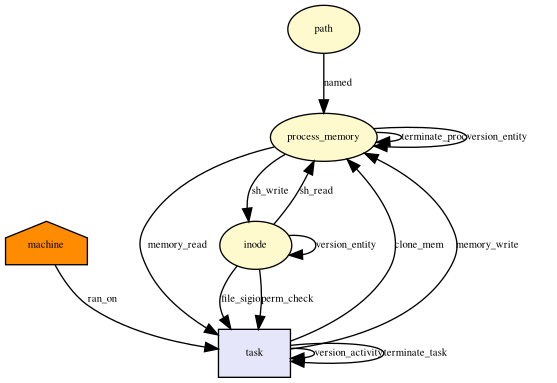 path
named
process_memory
terminate_proc
version_entity
sh_write
sh_read
machine
memory_read
inode
version_entity
clone_mem
memory_write
ran_on
file_sigio
perm_check
task
version_activity
terminate_task